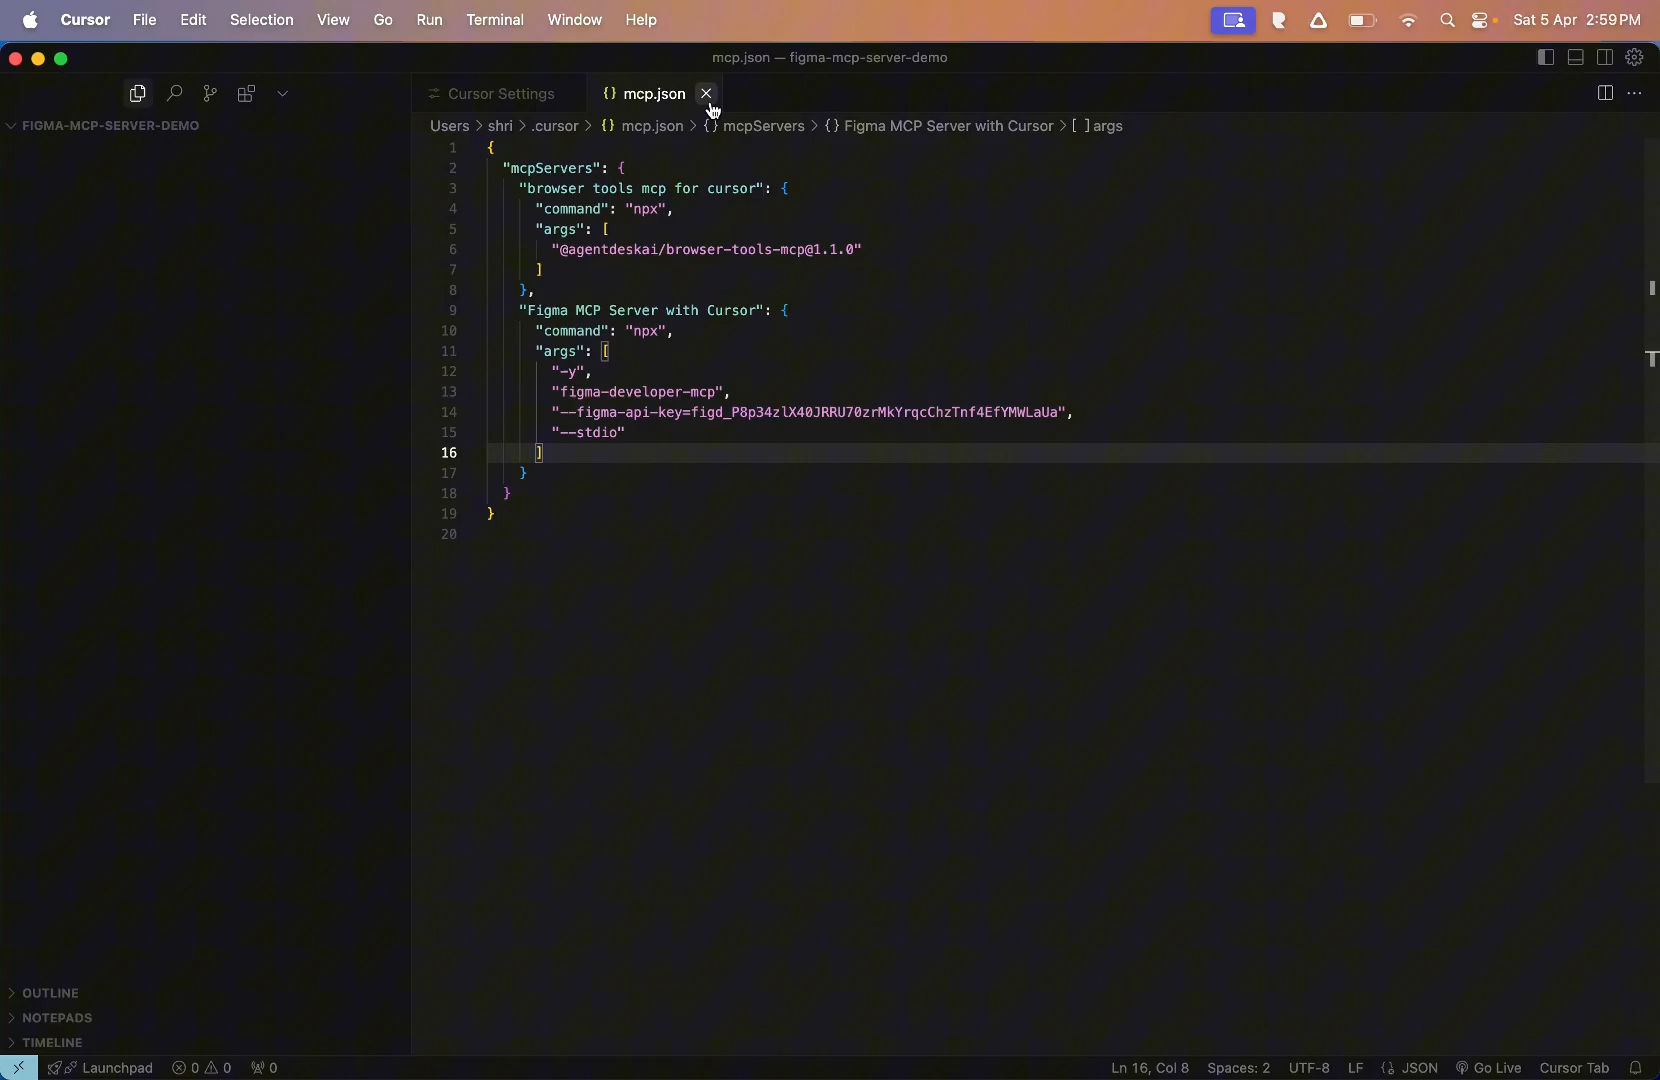 Cursor File Edit Selection View Go Run Terminal Window Help Sat 5 Apr 2:59 PM
mcp.json — figma-mcp-server-demo
Cursor Settings {} mcp.json
FIGMA-MCP-SERVER-DEMO
Users > shri > .cursor > {} mcp.json > {} mcpServers > {} Figma MCP Server with Cursor > [ ] args
1 {
2 "mcpServers": {
3 "browser tools mcp for cursor": {
4 "command": "npx",
5 "args": [
6 "@agentdeskai/browser-tools-mcp@1.1.0"
7 ]
8 },
9 "Figma MCP Server with Cursor": {
10 "command": "npx",
11 "args": [
12 "-y",
13 "figma-developer-mcp",
14 "--figma-api-key=figd_P8p34zlX40JRRU70zrMkYrqcChzTnf4EfYMWLaUa",
15 "--stdio"
16 ]
17 }
18 }
19 }
20
OUTLINE
NOTEPADS
TIMELINE
Launchpad 0 0 0 Ln 16, Col 8 Spaces: 2 UTF-8 LF {} JSON Go Live Cursor Tab